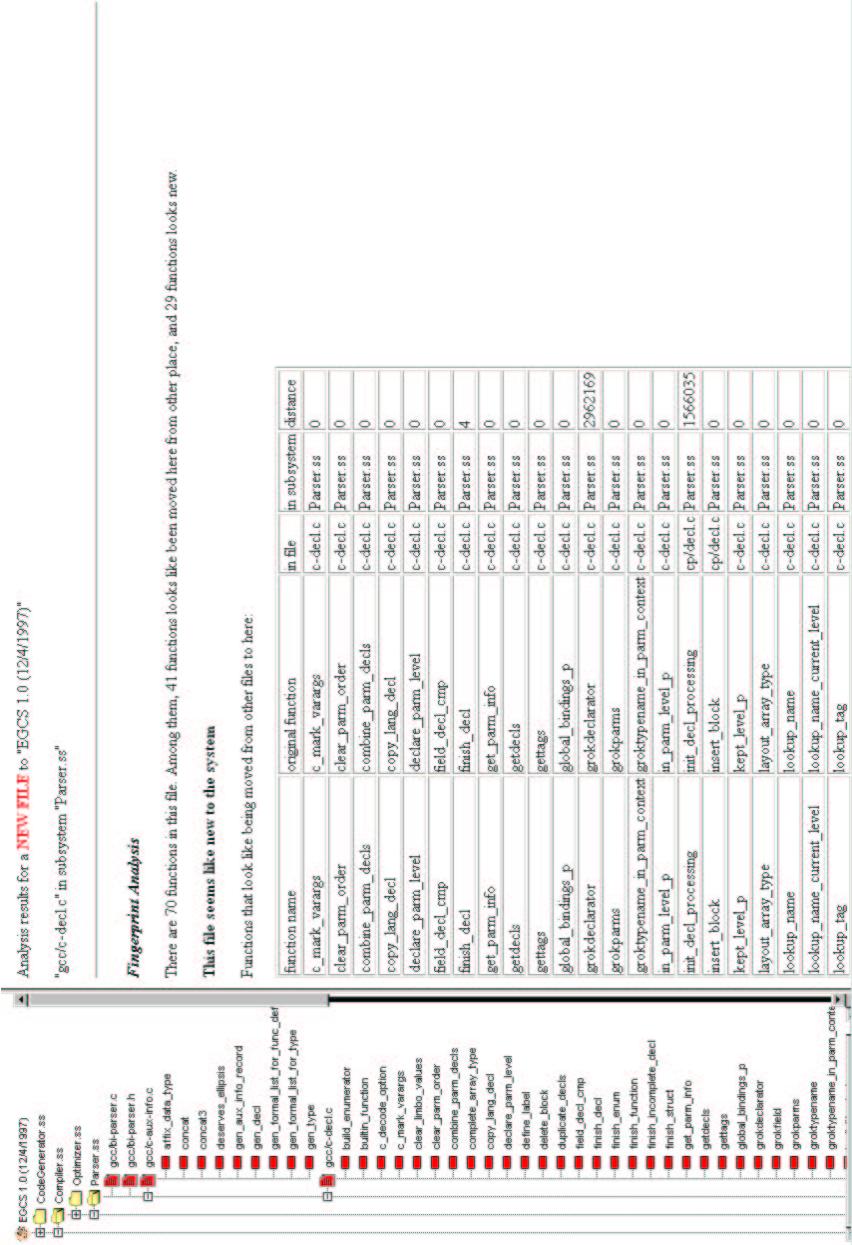 EGCS 1.0 (12/4/1997)
CodeGenerator.ss
Compiler.ss
Optimizer.ss
Parser.ss
gcc/bi-parser.c
gcc/bi-parser.h
gcc/c-aux-info.c
affix_data_type
concat
concat3
deserves_ellipsis
gen_aux_info_record
gen_decl
gen_formal_list_for_func_def
gen_formal_list_for_type
gen_type
gcc/c-decl.c
build_enumerator
builtin_function
c_decode_option
c_mark_varargs
clear_limbo_values
clear_parm_order
combine_parm_decls
complete_array_type
copy_lang_decl
declare_parm_level
define_label
delete_block
duplicate_decls
field_decl_cmp
finish_decl
finish_enum
finish_function
finish_incomplete_decl
finish_struct
get_parm_info
getdecls
gettags
global_bindings_p
grokdeclarator
grokfield
grokparms
groktypename
groktypename_in_parm_conte
Analysis results for a NEW FILE to "EGCS 1.0 (12/4/1997)"
"gcc/c-decl.c" in subsystem "Parser.ss"
Fingerprint Analysis
There are 70 functions in this file. Among them, 41 functions looks like been moved here from other place, and 29 functions looks new.
This file seems like new to the system
Functions that look like being moved from other files to here:
function name original function in file in subsystem distance
c_mark_varargs c_mark_varargs c-decl.c Parser.ss 0
clear_parm_order clear_parm_order c-decl.c Parser.ss 0
combine_parm_decls combine_parm_decls c-decl.c Parser.ss 0
copy_lang_decl copy_lang_decl c-decl.c Parser.ss 0
declare_parm_level declare_parm_level c-decl.c Parser.ss 0
field_decl_cmp field_decl_cmp c-decl.c Parser.ss 0
finish_decl finish_decl c-decl.c Parser.ss 4
get_parm_info get_parm_info c-decl.c Parser.ss 0
getdecls getdecls c-decl.c Parser.ss 0
gettags gettags c-decl.c Parser.ss 0
global_bindings_p global_bindings_p c-decl.c Parser.ss 0
grokdeclarator grokdeclarator c-decl.c Parser.ss 2962169
grokparms grokparms c-decl.c Parser.ss 0
groktypename_in_parm_context groktypename_in_parm_context c-decl.c Parser.ss 0
in_parm_level_p in_parm_level_p c-decl.c Parser.ss 0
init_decl_processing init_decl_processing cp/decl.c Parser.ss 1566035
insert_block insert_block cp/decl.c Parser.ss 0
kept_level_p kept_level_p c-decl.c Parser.ss 0
layout_array_type layout_array_type c-decl.c Parser.ss 0
lookup_name lookup_name c-decl.c Parser.ss 0
lookup_name_current_level lookup_name_current_level c-decl.c Parser.ss 0
lookup_tag lookup_tag c-decl.c Parser.ss 0